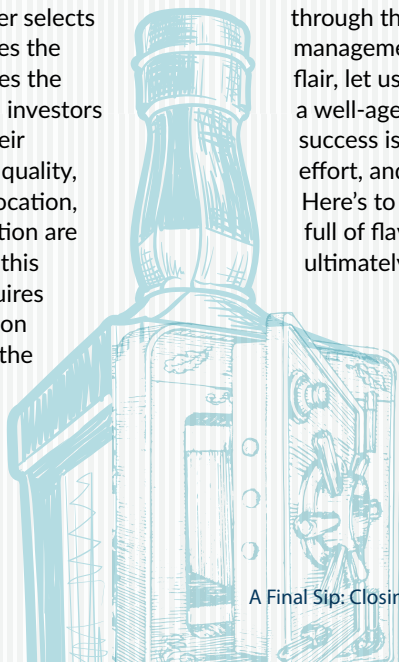 er selects
es the
es the
investors
eir
quality,
ocation,
tion are
this
uires
on
the
through th
manageme
flair, let us
a well-age
success is
effort, and
Here's to
full of flav
ultimately
A Final Sip: Closin